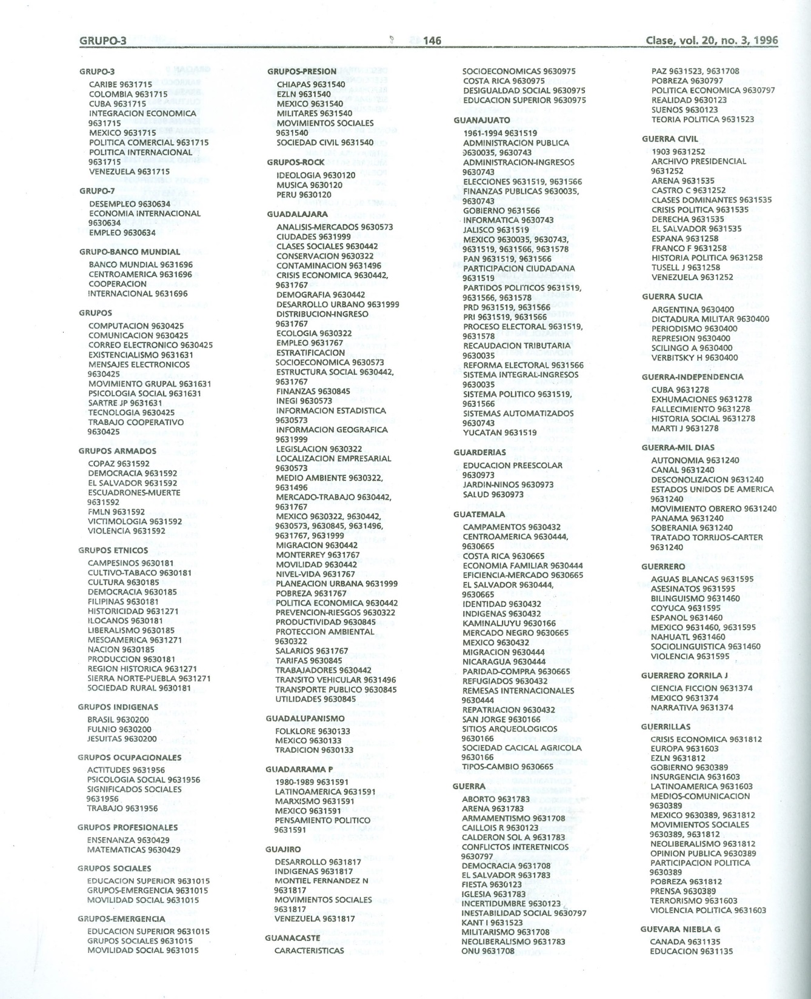 GRUPO-3
146
Clase, vol. 20, no. 3, 1996
GRUPO-3
CARIBE 9631715
COLOMBIA 9631715
CUBA 9631715
INTEGRACION ECONOMICA
9631715
MEXICO 9631715
POLITICA COMERCIAL 9631715
POLITICA INTERNACIONAL
9631715
VENEZUELA 9631715
GRUPO-7
DESEMPLEO 9630634
ECONOMIA INTERNACIONAL
9630634
EMPLEO 9630634
GRUPO-BANCO MUNDIAL
BANCO MUNDIAL 9631696
CENTROAMERICA 9631696
COOPERACION
INTERNACIONAL 9631696
GRUPOS
COMPUTACION 9630425
COMUNICACION 9630425
CORREO ELECTRONICO 9630425
EXISTENCIALISMO 9631631
MENSAJES ELECTRONICOS
9630425
MOVIMIENTO GRUPAL 9631631
PSICOLOGIA SOCIAL 9631631
SARTRE JP 9631631
TECNOLOGIA 9630425
TRABAJO COOPERATIVO
9630425
GRUPOS ARMADOS
COPAZ 9631592
DEMOCRACIA 9631592
EL SALVADOR 9631592
ESCUADRONES-MUERTE
9631592
FMLN 9631592
VICTIMOLOGIA 9631592
VIOLENCIA 9631592
GRUPOS ETNICOS
CAMPESINOS 9630181
CULTIVO-TABACO 9630181
CULTURA 9630185
DEMOCRACIA 9630185
FILIPINAS 9630181
HISTORICIDAD 9631271
ILOCANOS 9630181
LIBERALISMO 9630185
MESOAMERICA 9631271
NACION 9630185
PRODUCCION 9630181
REGION HISTORICA 9631271
SIERRA NORTE-PUEBLA 9631271
SOCIEDAD RURAL 9630181
GRUPOS INDIGENAS
BRASIL 9630200
FULNIO 9630200
JESUITAS 9630200
GRUPOS OCUPACIONALES
ACTITUDES 9631956
PSICOLOGIA SOCIAL 9631956
SIGNIFICADOS SOCIALES
9631956
TRABAJO 9631956
GRUPOS PROFESIONALES
ENSENANZA 9630429
MATEMATICAS 9630429
GRUPOS SOCIALES
EDUCACION SUPERIOR 9631015
GRUPOS-EMERGENCIA 9631015
MOVILIDAD SOCIAL 9631015
GRUPOS-EMERGENCIA
EDUCACION SUPERIOR 9631015
GRUPOS SOCIALES 9631015
MOVILIDAD SOCIAL 9631015
GRUPOS-PRESION
CHIAPAS 9631540
EZLN 9631540
MEXICO 9631540
MILITARES 9631540
MOVIMIENTOS SOCIALES
9631540
SOCIEDAD CIVIL 9631540
GRUPOS-ROCK
IDEOLOGIA 9630120
MUSICA 9630120
PERU 9630120
GUADALAJARA
ANALISIS-MERCADOS 9630573
CIUDADES 9631999
CLASES SOCIALES 9630442
CONSERVACION 9630322
CONTAMINACION 9631496
CRISIS ECONOMICA 9630442,
9631767
DEMOGRAFIA 9630442
DESARROLLO URBANO 9631999
DISTRIBUCION-INGRESO
9631767
ECOLOGIA 9630322
EMPLEO 9631767
ESTRATIFICACION
SOCIOECONOMICA 9630573
ESTRUCTURA SOCIAL 9630442,
9631767
FINANZAS 9630845
INEGI 9630573
INFORMACION ESTADISTICA
9630573
INFORMACION GEOGRAFICA
9631999
LEGISLACION 9630322
LOCALIZACION EMPRESARIAL
9630573
MEDIO AMBIENTE 9630322,
9631496
MERCADO-TRABAJO 9630442,
9631767
MEXICO 9630322, 9630442,
9630573, 9630845, 9631496,
9631767, 9631999
MIGRACION 9630442
MONTERREY 9631767
MOVILIDAD 9630442
NIVEL-VIDA 9631767
PLANEACION URBANA 9631999
POBREZA 9631767
POLITICA ECONOMICA 9630442
PREVENCION-RIESGOS 9630322
PRODUCTIVIDAD 9630845
PROTECCION AMBIENTAL
9630322
SALARIOS 9631767
TARIFAS 9630845
TRABAJADORES 9630442
TRANSITO VEHICULAR 9631496
TRANSPORTE PUBLICO 9630845
UTILIDADES 9630845
GUADALUPANISMO
FOLKLORE 9630133
MEXICO 9630133
TRADICION 9630133
GUADARRAMA P
1980-1989 9631591
LATINOAMERICA 9631591
MARXISMO 9631591
MEXICO 9631591
PENSAMIENTO POLITICO
9631591
GUAJIRO
DESARROLLO 9631817
INDIGENAS 9631817
MONTIEL FERNANDEZ N
9631817
MOVIMIENTOS SOCIALES
9631817
VENEZUELA 9631817
GUANACASTE
CARACTERISTICAS
SOCIOECONOMICAS 9630975
COSTA RICA 9630975
DESIGUALDAD SOCIAL 9630975
EDUCACION SUPERIOR 9630975
GUANAJUATO
1961-1994 9631519
ADMINISTRACION PUBLICA
9630035, 9630743
ADMINISTRACION-INGRESOS
9630743
ELECCIONES 9631519, 9631566
FINANZAS PUBLICAS 9630035,
9630743
GOBIERNO 9631566
INFORMATICA 9630743
JALISCO 9631519
MEXICO 9630035, 9630743,
9631519, 9631566, 9631578
PAN 9631519, 9631566
PARTICIPACION CIUDADANA
9631519
PARTIDOS POLITICOS 9631519,
9631566, 9631578
PRD 9631519, 9631566
PRI 9631519, 9631566
PROCESO ELECTORAL 9631519,
9631578
RECAUDACION TRIBUTARIA
9630035
REFORMA ELECTORAL 9631566
SISTEMA INTEGRAL-INGRESOS
9630035
SISTEMA POLITICO 9631519,
9631566
SISTEMAS AUTOMATIZADOS
9630743
YUCATAN 9631519
GUARDERIAS
EDUCACION PREESCOLAR
9630973
JARDIN-NINOS 9630973
SALUD 9630973
GUATEMALA
CAMPAMENTOS 9630432
CENTROAMERICA 9630444,
9630665
COSTA RICA 9630665
ECONOMIA FAMILIAR 9630444
EFICIENCIA-MERCADO 9630665
EL SALVADOR 9630444,
9630665
IDENTIDAD 9630432
INDIGENAS 9630432
KAMINALJUYU 9630166
MERCADO NEGRO 9630665
MEXICO 9630432
MIGRACION 9630444
NICARAGUA 9630444
PARIDAD-COMPRA 9630665
REFUGIADOS 9630432
REMESAS INTERNACIONALES
9630444
REPATRIACION 9630432
SAN JORGE 9630166
SITIOS ARQUEOLOGICOS
9630166
SOCIEDAD CACICAL AGRICOLA
9630166
TIPOS-CAMBIO 9630665
GUERRA
ABORTO 9631783
ARENA 9631783
ARMAMENTISMO 9631708
CAILLOIS R 9630123
CALDERON SOL A 9631783
CONFLICTOS INTERETNICOS
9630797
DEMOCRACIA 9631708
EL SALVADOR 9631783
FIESTA 9630123
IGLESIA 9631783
INCERTIDUMBRE 9630123
INESTABILIDAD SOCIAL 9630797
KANT I 9631523
MILITARISMO 9631708
NEOLIBERALISMO 9631783
ONU 9631708
PAZ 9631523, 9631708
POBREZA 9630797
POLITICA ECONOMICA 9630797
REALIDAD 9630123
SUENOS 9630123
TEORIA POLITICA 9631523
GUERRA CIVIL
1903 9631252
ARCHIVO PRESIDENCIAL
9631252
ARENA 9631535
CASTRO C 9631252
CLASES DOMINANTES 9631535
CRISIS POLITICA 9631535
DERECHA 9631535
EL SALVADOR 9631535
ESPANA 9631258
FRANCO F 9631258
HISTORIA POLITICA 9631258
TUSELL J 9631258
VENEZUELA 9631252
GUERRA SUCIA
ARGENTINA 9630400
DICTADURA MILITAR 9630400
PERIODISMO 9630400
REPRESION 9630400
SCILINGO A 9630400
VERBITSKY H 9630400
GUERRA-INDEPENDENCIA
CUBA 9631278
EXHUMACIONES 9631278
FALLECIMIENTO 9631278
HISTORIA SOCIAL 9631278
MARTI J 9631278
GUERRA-MIL DIAS
AUTONOMIA 9631240
CANAL 9631240
DESCONOLIZACION 9631240
ESTADOS UNIDOS DE AMERICA
9631240
MOVIMIENTO OBRERO 9631240
PANAMA 9631240
SOBERANIA 9631240
TRATADO TORRIJOS-CARTER
9631240
GUERRERO
AGUAS BLANCAS 9631595
ASESINATOS 9631595
BILINGUISMO 9631460
COYUCA 9631595
ESPANOL 9631460
MEXICO 9631460, 9631595
NAHUATL 9631460
SOCIOLINGUISTICA 9631460
VIOLENCIA 9631595
GUERRERO ZORRILA J
CIENCIA FICCION 9631374
MEXICO 9631374
NARRATIVA 9631374
GUERRILLAS
CRISIS ECONOMICA 9631812
EUROPA 9631603
EZLN 9631812
GOBIERNO 9630389
INSURGENCIA 9631603
LATINOAMERICA 9631603
MEDIOS-COMUNICACION
9630389
MEXICO 9630389, 9631812
MOVIMIENTOS SOCIALES
9630389, 9631812
NEOLIBERALISMO 9631812
OPINION PUBLICA 9630389
PARTICIPACION POLITICA
9630389
POBREZA 9631812
PRENSA 9630389
TERRORISMO 9631603
VIOLENCIA POLITICA 9631603
GUEVARA NIEBLA G
CANADA 9631135
EDUCACION 9631135